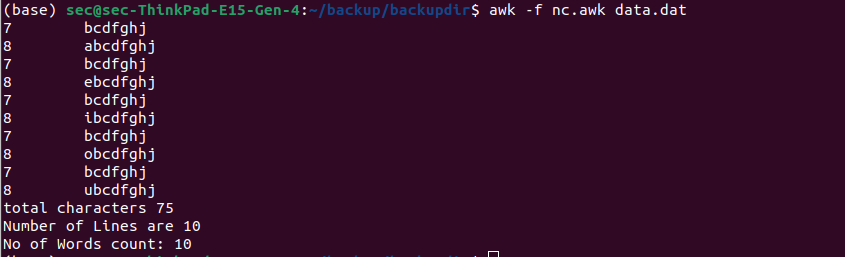 (base) sec@sec-ThinkPad-E15-Gen-4:~/backup/backupdir$ awk -f nc.awk data.dat
7 bcdfghj
8 abcdfghj
7 bcdfghj
8 ebcdfghj
7 bcdfghj
8 ibcdfghj
7 bcdfghj
8 obcdfghj
7 bcdfghj
8 ubcdfghj
total characters 75
Number of Lines are 10
No of Words count: 10